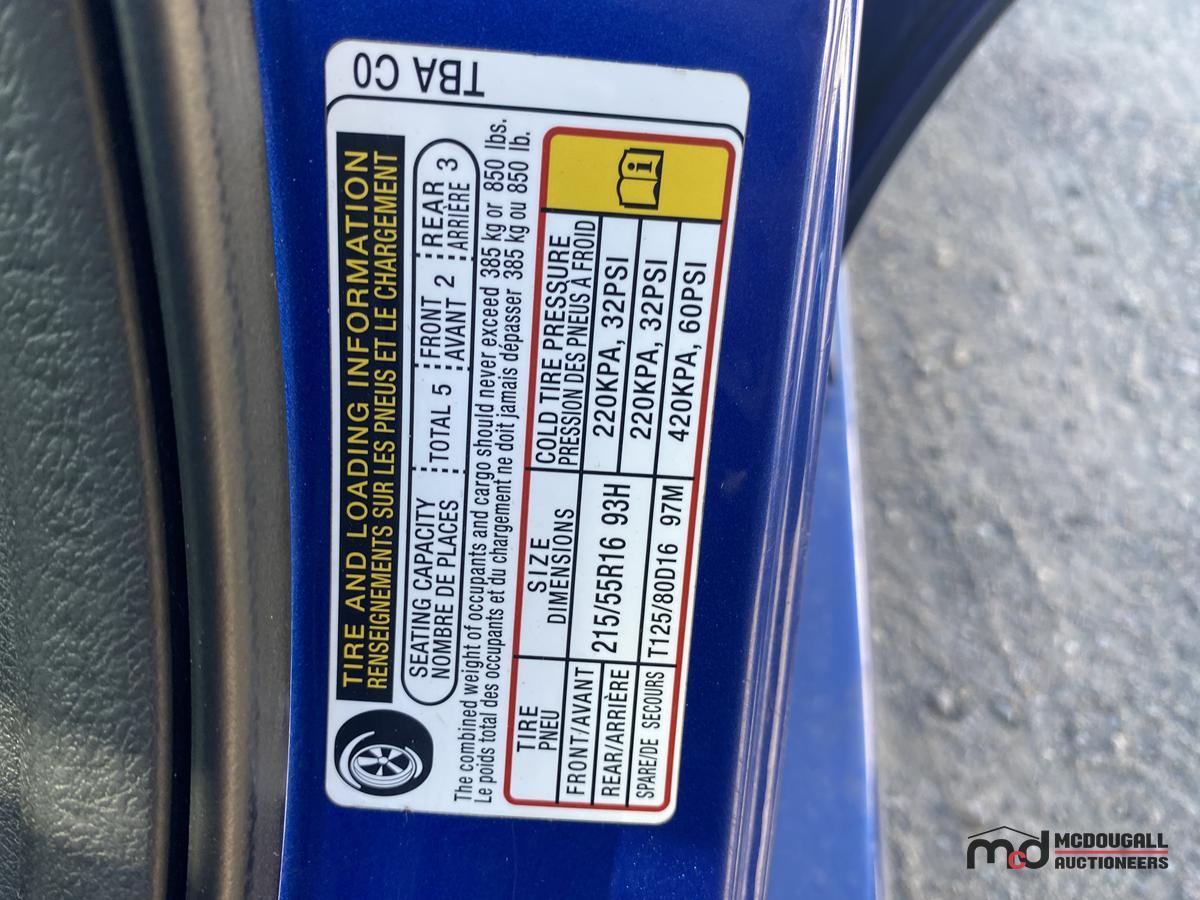 TBA C0
TIRE AND LOADING INFORMATION
RENSEIGNEMENTS SUR LES PNEUS ET LE CHARGEMENT
SEATING CAPACITY TOTAL 5 FRONT 2 REAR 3
NOMBRE DE PLACES AVANT ARRIÈRE
The combined weight of occupants and cargo should never exceed 385 kg or 850 lbs.
Le poids total des occupants et du chargement ne doit jamais dépasser 385 kg ou 850 lb.
TIRE SIZE COLD TIRE PRESSURE
PNEU DIMENSIONS PRESSION DES PNEUS À FROID
FRONT/AVANT 215/55R16 93H 220KPA, 32PSI
REAR/ARRIÈRE 220KPA, 32PSI
SPARE/DE SECOURS T125/80D16 97M 420KPA, 60PSI
i
mcd MCDOUGALL
AUCTIONEERS